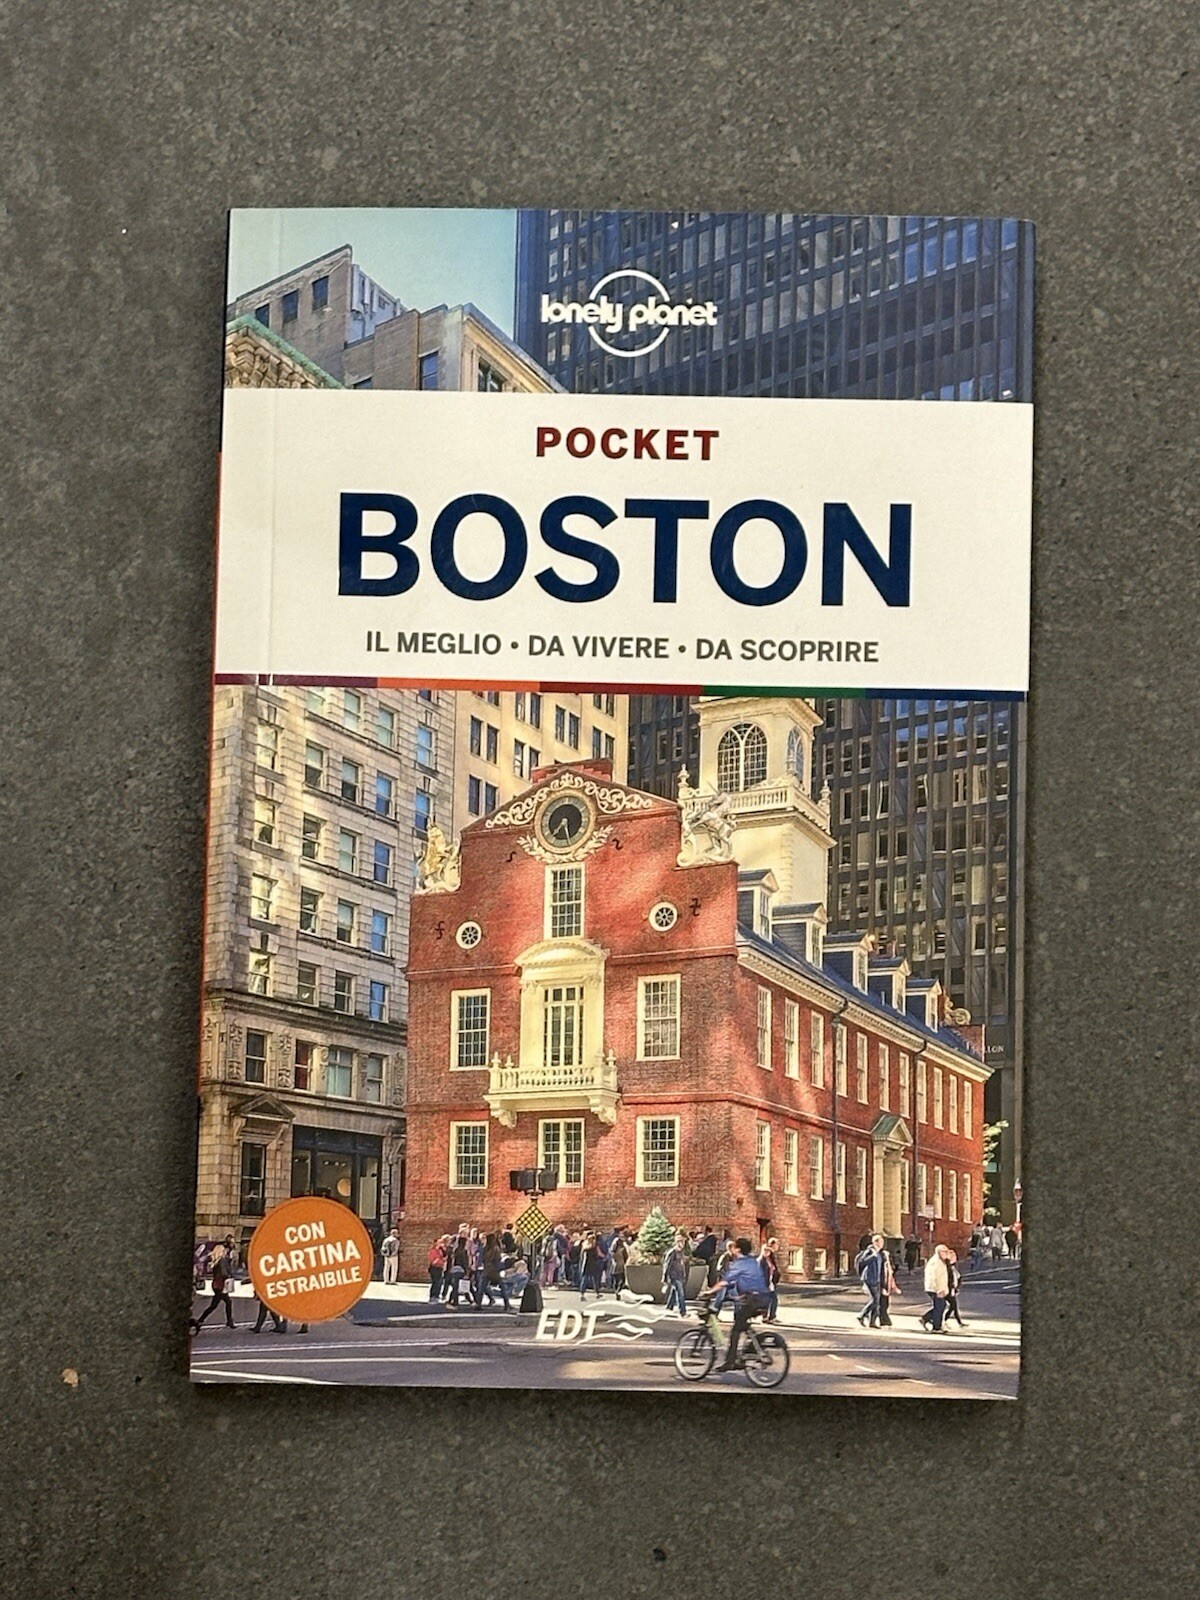 lonely planet
POCKET
BOSTON
IL MEGLIO • DA VIVERE • DA SCOPRIRE
CON
CARTINA
ESTRAIBILE
EDT